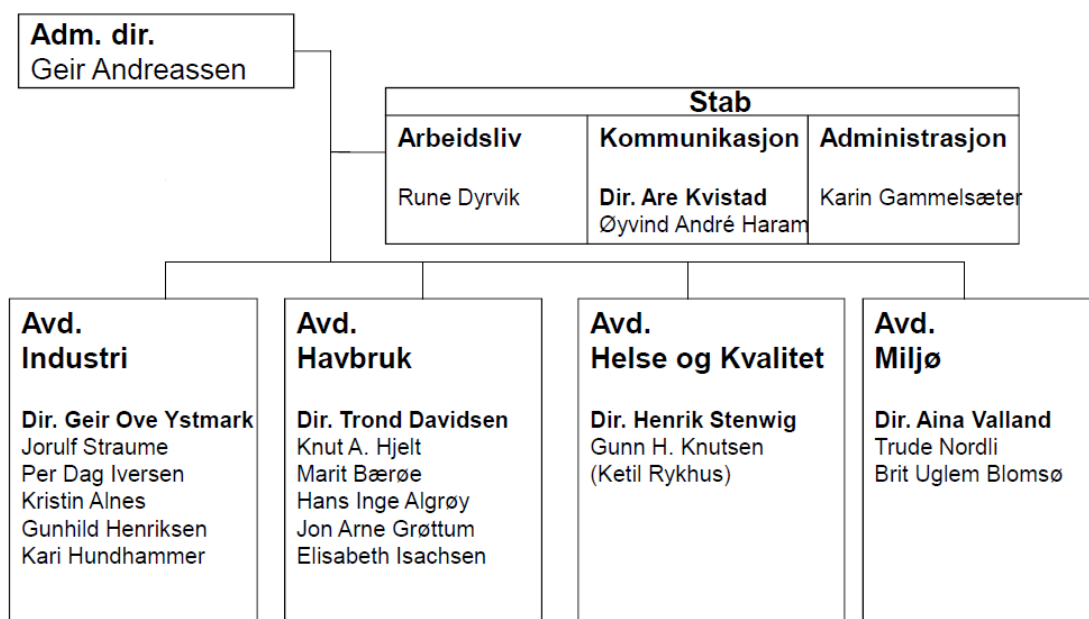 Adm. dir.
Geir Andreassen
Stab
Arbeidsliv
Rune Dyrvik
Kommunikasjon
Dir. Are Kvistad
Øyvind André Haram
Administrasjon
Karin Gammelsæter
Avd.
Industri
Dir. Geir Ove Ystmark
Jorulf Straume
Per Dag Iversen
Kristin Alnes
Gunhild Henriksen
Kari Hundhammer
Avd.
Havbruk
Dir. Trond Davidsen
Knut A. Hjelt
Marit Bærøe
Hans Inge Algrøy
Jon Arne Grøttum
Elisabeth Isachsen
Avd.
Helse og Kvalitet
Dir. Henrik Stenwig
Gunn H. Knutsen
(Ketil Rykhus)
Avd.
Miljø
Dir. Aina Valland
Trude Nordli
Brit Uglem Blomsø